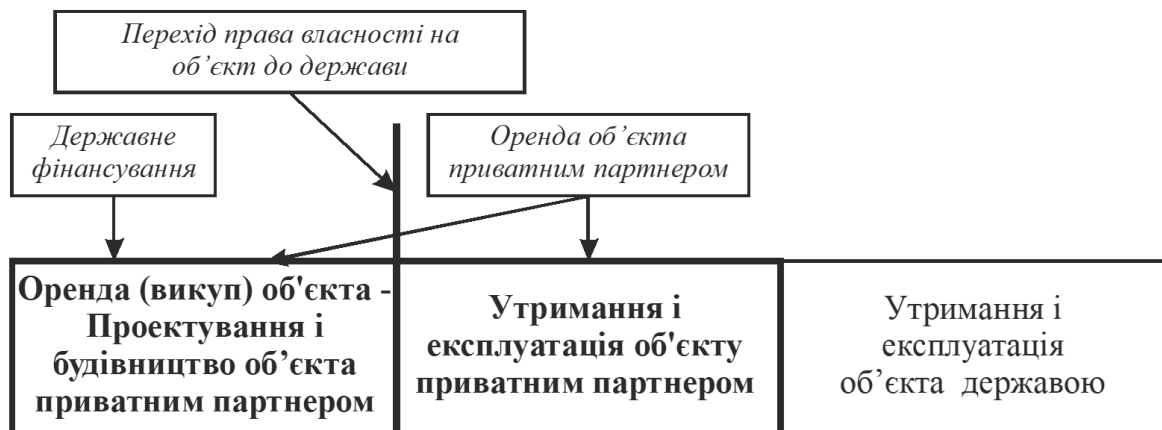 Перехід права власності на
об’єкт до держави
Державне
фінансування
Оренда об’єкта
приватним партнером
Оренда (викуп) об'єкта -
Проектування і
будівництво об’єкта
приватним партнером
Утримання і
експлуатація об'єкту
приватним партнером
Утримання і
експлуатація
об’єкта державою